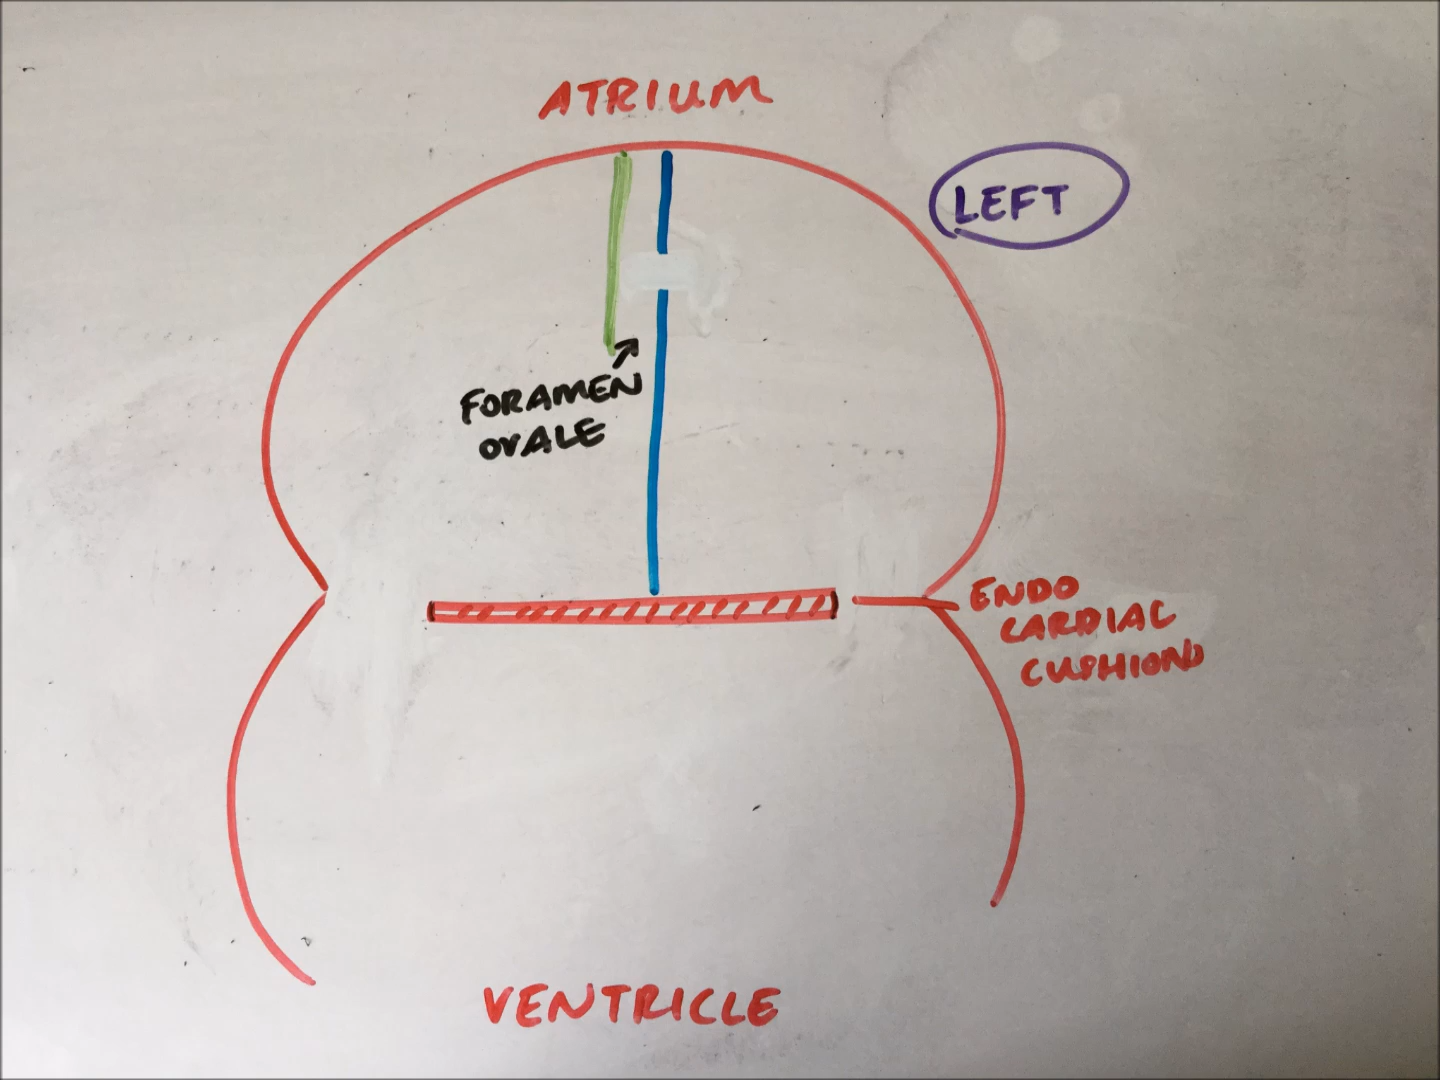 ATRIUM
LEFT
FORAMEN
OVALE
ENDO
CARDIAL
CUSHIONS
VENTRICLE